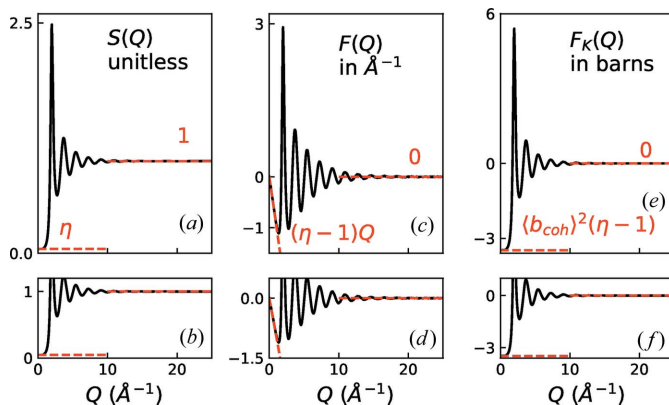 2.5
S(Q)
unitless
1
η
(a)
0.0
3
F(Q)
in Å⁻¹
0
0
(η−1)Q
−1
(c)
6
F_K(Q)
in barns
0
0
(e)
⟨b_coh⟩²(η−1)
−3
1
(b)
0
0 10 20
Q (Å⁻¹)
0.0
(d)
−1.5
0 10 20
Q (Å⁻¹)
0
(f)
−3
0 10 20
Q (Å⁻¹)